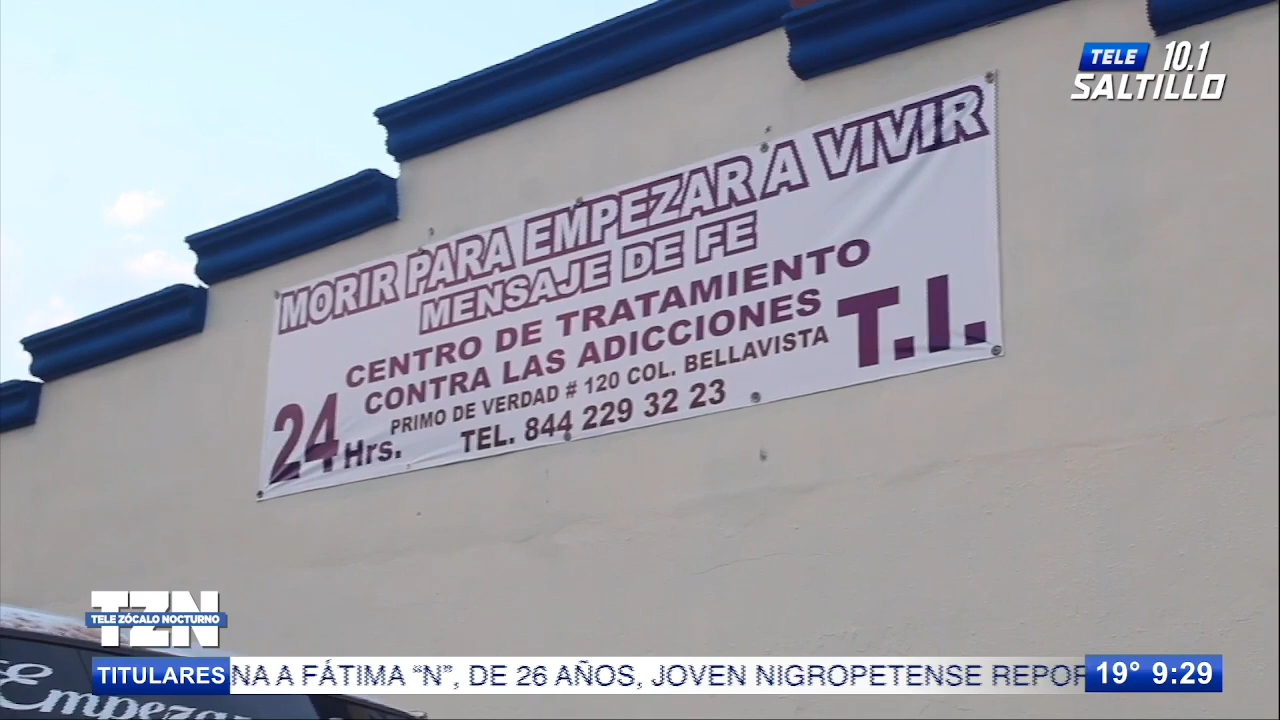 TELE 10.1
SALTILLO
MORIR PARA EMPEZAR A VIVIR
MENSAJE DE FE
CENTRO DE TRATAMIENTO
CONTRA LAS ADICCIONES
T.I.
PRIMO DE VERDAD # 120 COL. BELLAVISTA
24 Hrs.
TEL. 844 229 32 23
TZN
TELE ZÓCALO NOCTURNO
TITULARES NA A FÁTIMA “N”, DE 26 AÑOS, JOVEN NIGROPETENSE REPOR 19° 9:29
Empeza